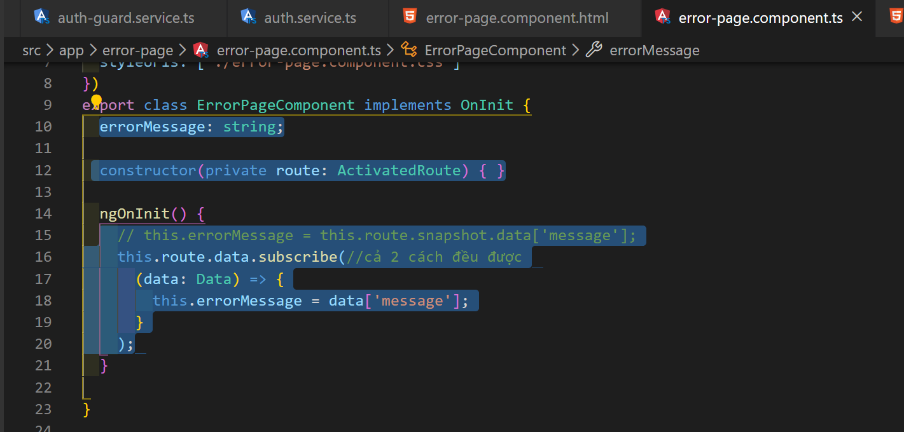 auth-guard.service.ts auth.service.ts error-page.component.html error-page.component.ts
src > app > error-page > error-page.component.ts > ErrorPageComponent > errorMessage
7 styleUrls: ['./error-page.component.css']
8 })
9 export class ErrorPageComponent implements OnInit {
10 errorMessage: string;
11
12 constructor(private route: ActivatedRoute) { }
13
14 ngOnInit() {
15 // this.errorMessage = this.route.snapshot.data['message'];
16 this.route.data.subscribe(//cả 2 cách đều được
17 (data: Data) => {
18 this.errorMessage = data['message'];
19 }
20 );
21 }
22
23 }
24